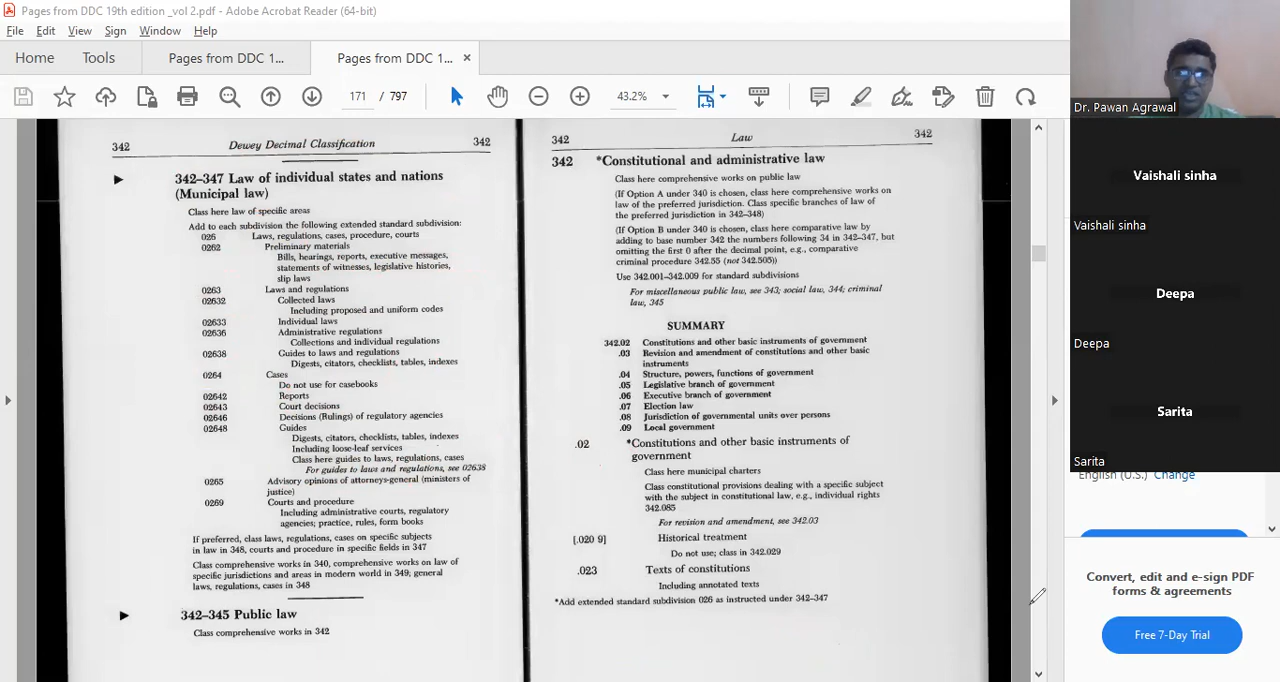 Pages from DDC 19th edition _vol 2.pdf - Adobe Acrobat Reader (64-bit)
File Edit View Sign Window Help
Home Tools Pages from DDC 1... Pages from DDC 1... ×
171 / 797 43.2%
342 Dewey Decimal Classification 342
342–347 Law of individual states and nations
(Municipal law)
Class here law of specific areas
Add to each subdivision the following extended standard subdivision:
026 Laws, regulations, cases, procedure, courts
0262 Preliminary materials
Bills, hearings, reports, executive messages,
statements of witnesses, legislative histories,
slip laws
0263 Laws and regulations
02632 Collected laws
Including proposed and uniform codes
02633 Individual laws
02636 Administrative regulations
Collections and individual regulations
02638 Guides to laws and regulations
Digests, citators, checklists, tables, indexes
0264 Cases
Do not use for casebooks
02642 Reports
02643 Court decisions
02646 Decisions (Rulings) of regulatory agencies
02648 Guides
Digests, citators, checklists, tables, indexes
Including loose-leaf services
Class here guides to laws, regulations, cases
For guides to laws and regulations, see 02638
0265 Advisory opinions of attorneys-general (ministers of
justice)
0269 Courts and procedure
Including administrative courts, regulatory
agencies; practice, rules, form books
If preferred, class laws, regulations, cases on specific subjects
in law in 348, courts and procedure in specific fields in 347
Class comprehensive works in 340, comprehensive works on law of
specific jurisdictions and areas in modern world in 349; general
laws, regulations, cases in 348
342–345 Public law
Class comprehensive works in 342
342 Law 342
342 *Constitutional and administrative law
Class here comprehensive works on public law
(If Option A under 340 is chosen, class here comprehensive works on
law of the preferred jurisdiction. Class specific branches of law of
the preferred jurisdiction in 342–348)
(If Option B under 340 is chosen, class here comparative law by
adding to base number 342 the numbers following 34 in 342–347, but
omitting the first 0 after the decimal point, e.g., comparative
criminal procedure 342.55 (not 342.505))
Use 342.001–342.009 for standard subdivisions
For miscellaneous public law, see 343; social law, 344; criminal
law, 345
SUMMARY
342.02 Constitutions and other basic instruments of government
.03 Revision and amendment of constitutions and other basic
instruments
.04 Structure, powers, functions of government
.05 Legislative branch of government
.06 Executive branch of government
.07 Election law
.08 Jurisdiction of governmental units over persons
.09 Local government
.02 *Constitutions and other basic instruments of
government
Class here municipal charters
Class constitutional provisions dealing with a specific subject
with the subject in constitutional law, e.g., individual rights
342.085
For revision and amendment, see 342.03
[.020 9] Historical treatment
Do not use; class in 342.029
.023 Texts of constitutions
Including annotated texts
*Add extended standard subdivision 026 as instructed under 342–347
Dr. Pawan Agrawal
Vaishali sinha
Vaishali sinha
Deepa
Deepa
Sarita
Sarita
English (U.S.) Change
Convert, edit and e-sign PDF
forms & agreements
Free 7-Day Trial